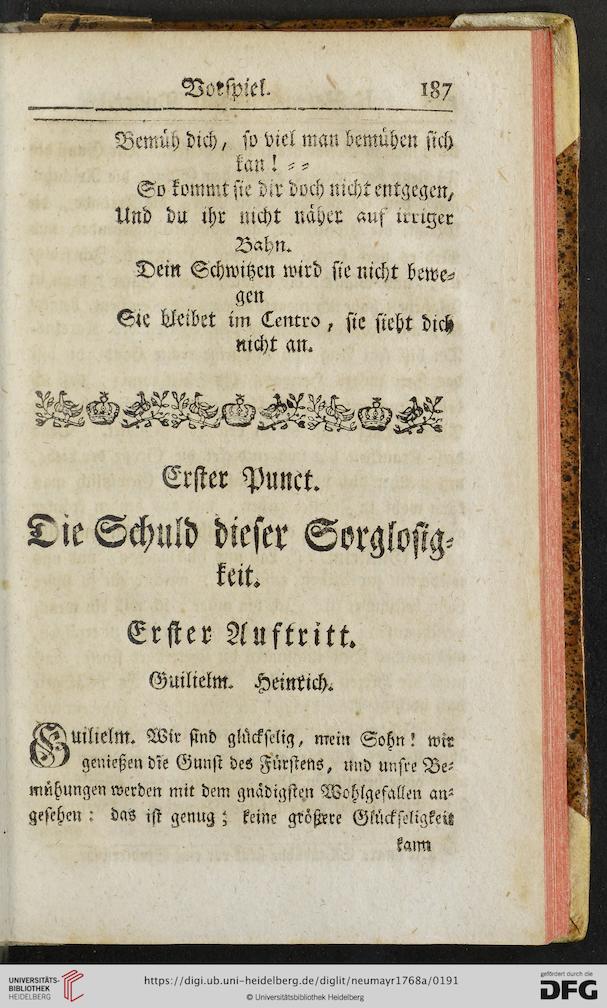 Vorspiel. 187
Bemüh dich, so viel man bemühen sich
kan! = =
So kommt sie dir doch nicht entgegen,
Und du ihr nicht näher auf irriger
Bahn.
Dein Schwitzen wird sie nicht bewe=
gen
Sie bleibet im Centro, sie sieht dich
nicht an.
Erster Punct.
Die Schuld dieser Sorglosig=
keit.
Erster Auftritt.
Guilielm. Heinrich.
Guilielm. Wir sind glückselig, mein Sohn! wir
genießen die Gunst des Fürstens, und unsre Be=
mühungen werden mit dem gnädigsten Wohlgefallen an=
gesehen: das ist genug; keine größere Glückseligkeit
kann
UNIVERSITÄTS-
BIBLIOTHEK
HEIDELBERG
https://digi.ub.uni-heidelberg.de/diglit/neumayr1768a/0191
© Universitätsbibliothek Heidelberg
gefördert durch die
DFG